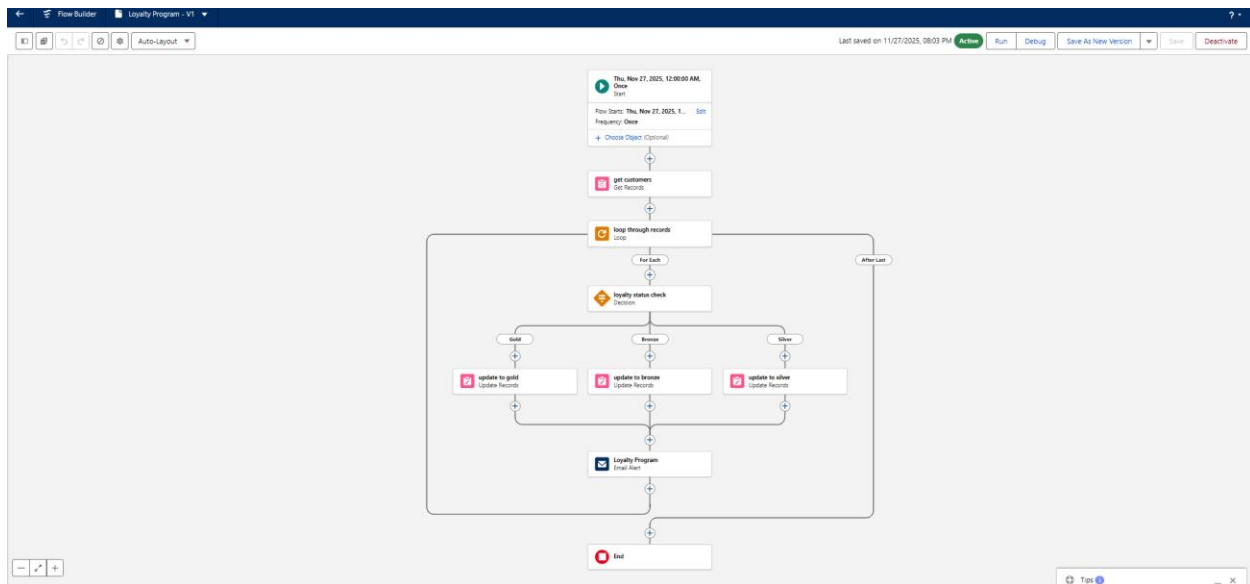 Flow Builder
Loyalty Program - V1
?
Auto-Layout
Last saved on 11/27/2025, 08:03 PM
Active
Run
Debug
Save As New Version
Save
Deactivate
Thu, Nov 27, 2025, 12:00:00 AM,
Once
Start
Flow Starts: Thu, Nov 27, 2025, 1... Edit
Frequency: Once
+ Choose Object (Optional)
get customers
Get Records
loop through records
Loop
For Each
After Last
loyalty status check
Decision
Gold
Bronze
Silver
update to gold
Update Records
update to bronze
Update Records
update to silver
Update Records
Loyalty Program
Email Alert
End
Tips